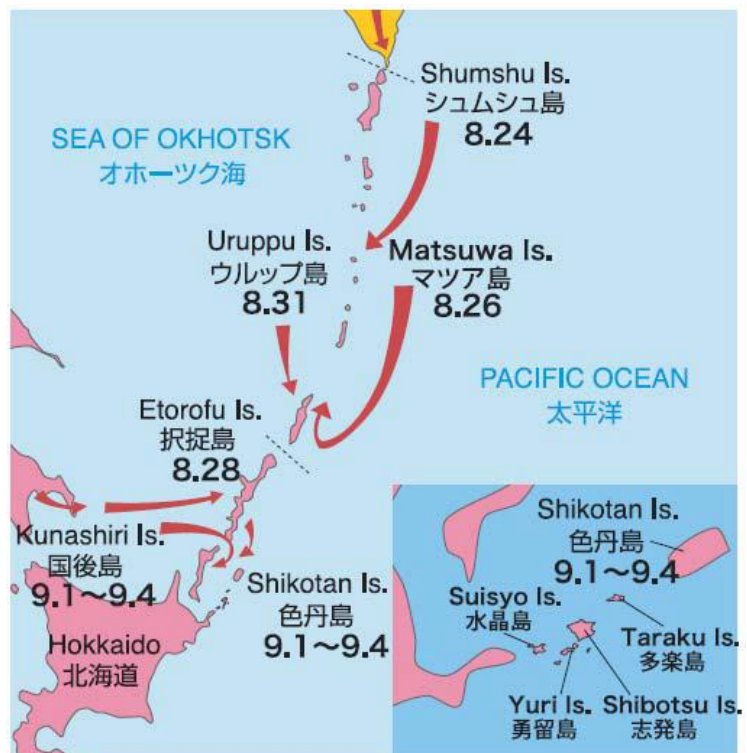 Shumshu Is.
シュムシュ島
8.24
SEA OF OKHOTSK
オホーツク海
Uruppu Is.
ウルップ島
8.31
Matsuwa Is.
マツア島
8.26
PACIFIC OCEAN
太平洋
Etorofu Is.
択捉島
8.28
Kunashiri Is.
国後島
9.1〜9.4
Shikotan Is.
色丹島
9.1〜9.4
Hokkaido
北海道
Shikotan Is.
色丹島
9.1〜9.4
Suisyo Is.
水晶島
Taraku Is.
多楽島
Yuri Is.
勇留島
Shibotsu Is.
志発島